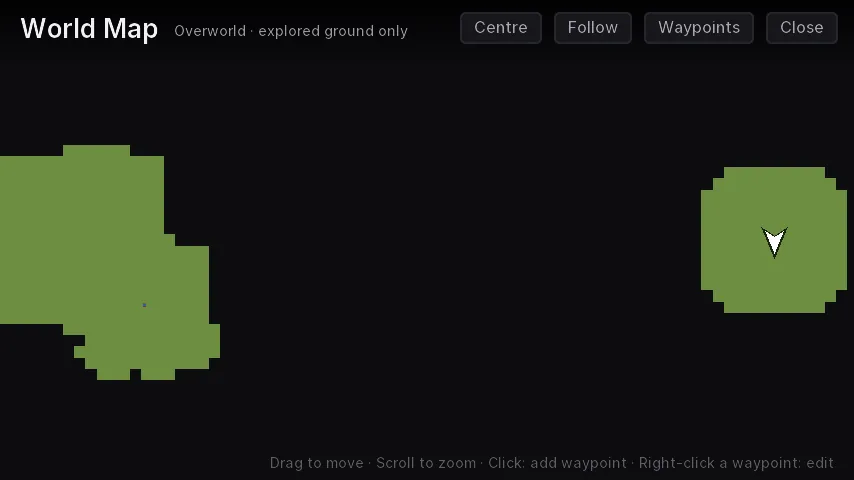 World Map Overworld · explored ground only Centre Follow Waypoints Close
Drag to move · Scroll to zoom · Click: add waypoint · Right-click a waypoint: edit